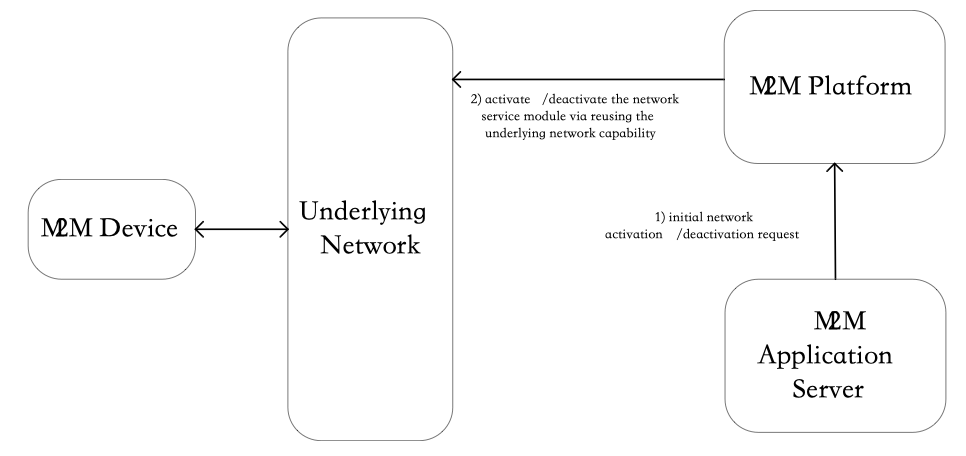 M2M Platform
2) activate /deactivate the network
service module via reusing the
underlying network capability
Underlying
Network
M2M Device
1) initial network
activation /deactivation request
M2M
Application
Server